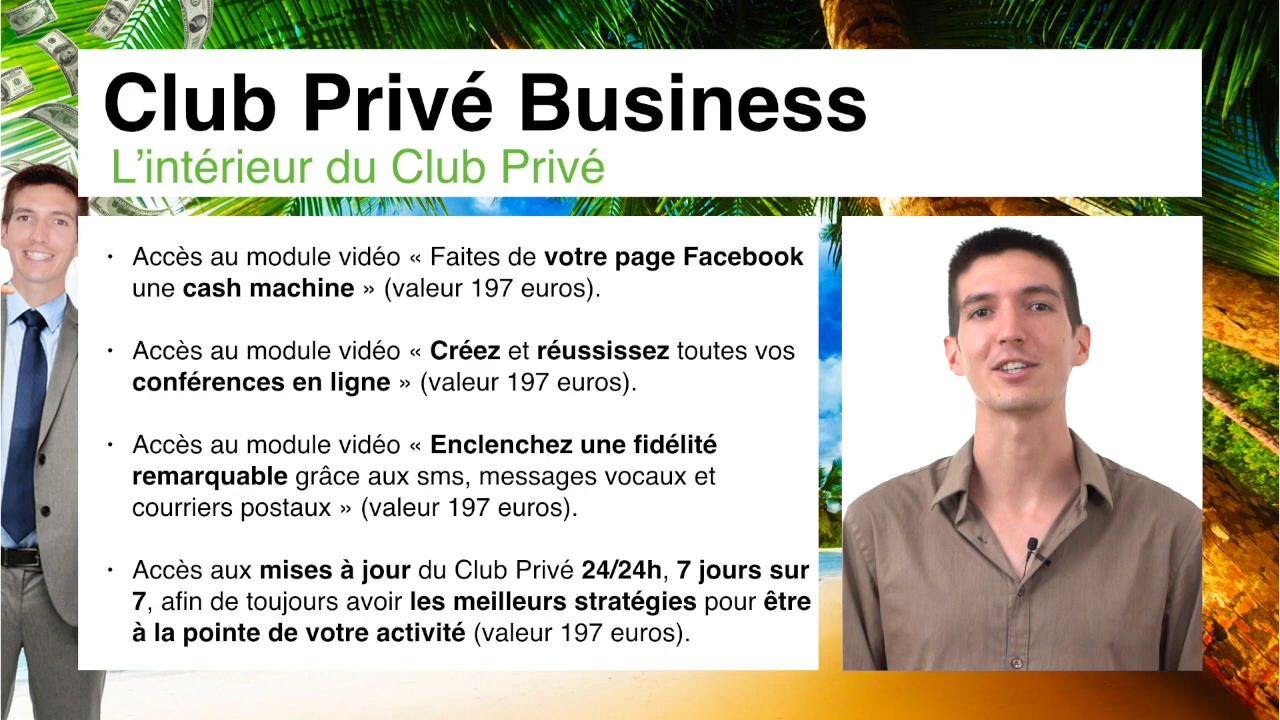 Club Privé Business
L’intérieur du Club Privé
· Accès au module vidéo « Faites de votre page Facebook
une cash machine » (valeur 197 euros).
· Accès au module vidéo « Créez et réussissez toutes vos
conférences en ligne » (valeur 197 euros).
· Accès au module vidéo « Enclenchez une fidélité
remarquable grâce aux sms, messages vocaux et
courriers postaux » (valeur 197 euros).
· Accès aux mises à jour du Club Privé 24/24h, 7 jours sur
7, afin de toujours avoir les meilleurs stratégies pour être
à la pointe de votre activité (valeur 197 euros).